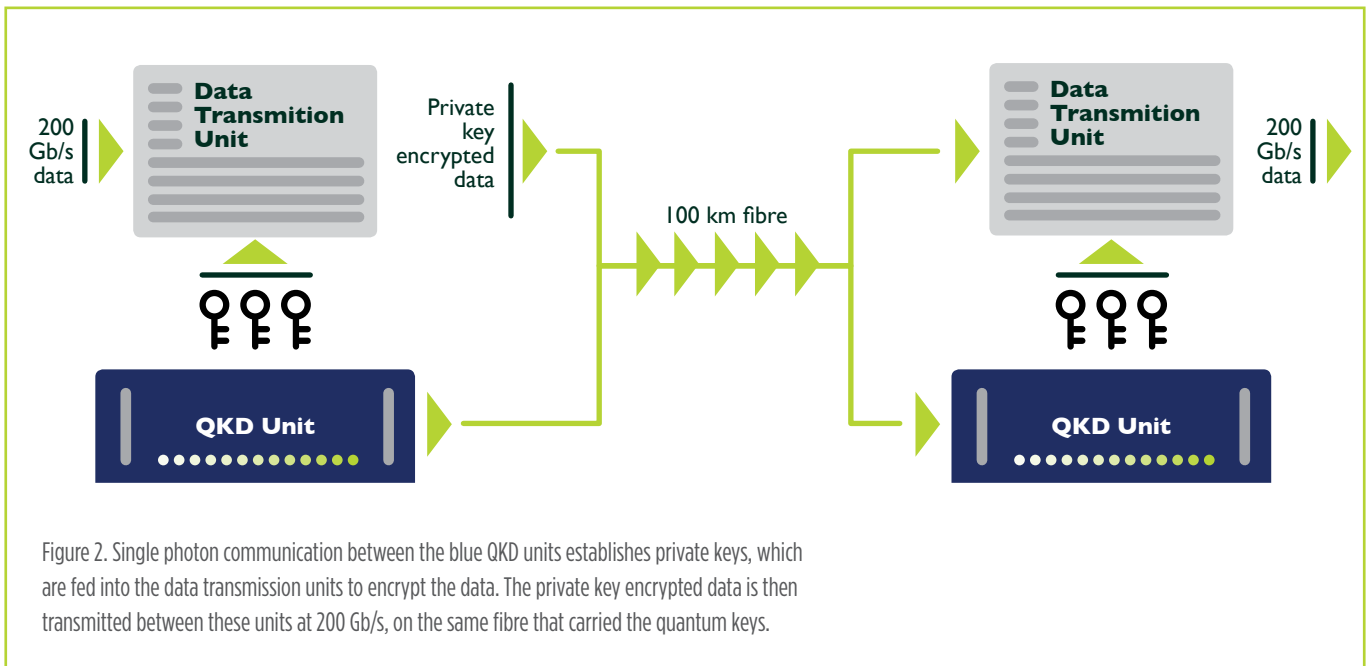 200
Gb/s
data
Data
Transmition
Unit
Private
key
encrypted
data
100 km fibre
Data
Transmition
Unit
200
Gb/s
data
QKD Unit
QKD Unit
Figure 2. Single photon communication between the blue QKD units establishes private keys, which
are fed into the data transmission units to encrypt the data. The private key encrypted data is then
transmitted between these units at 200 Gb/s, on the same fibre that carried the quantum keys.